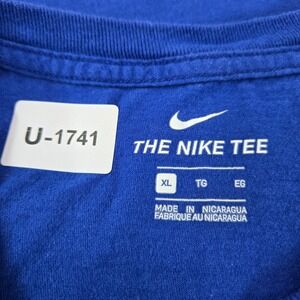 U-1741
THE NIKE TEE
XL TG EG
MADE IN NICARAGUA
FABRIQUE AU NICARAGUA